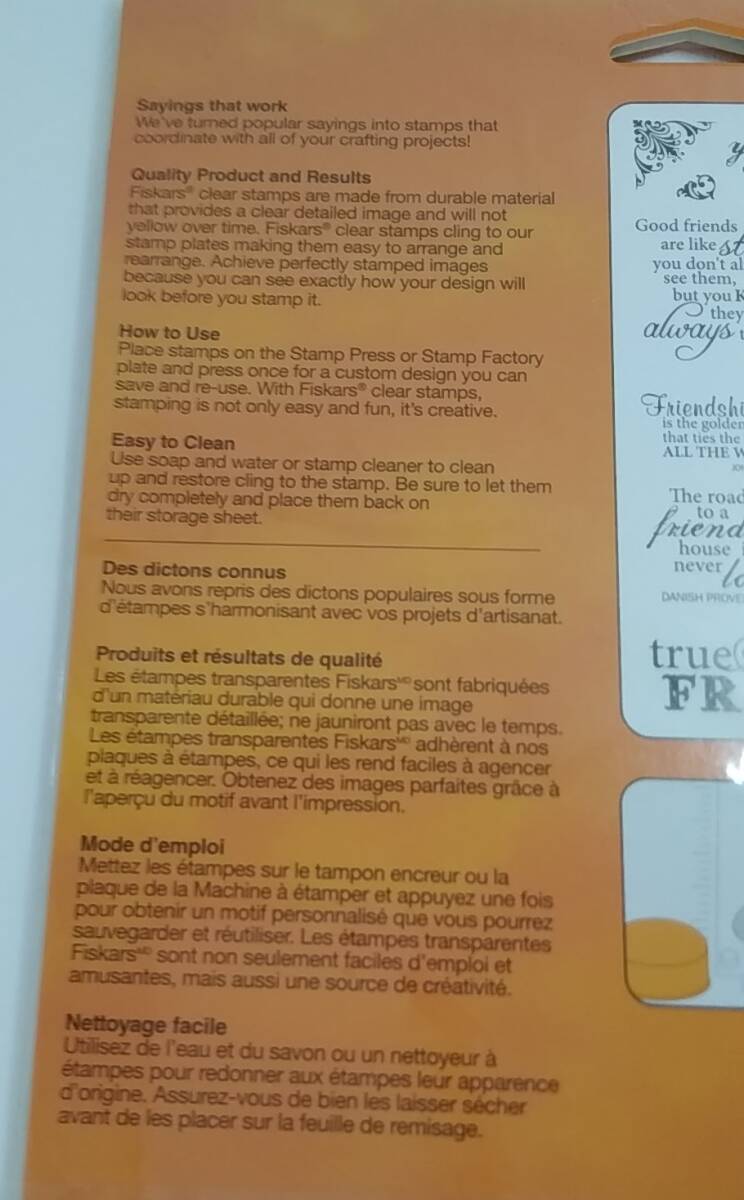 Sayings that work
We've turned popular sayings into stamps that
coordinate with all of your crafting projects!
Quality Product and Results
Fiskars® clear stamps are made from durable material
that provides a clear detailed image and will not
yellow over time. Fiskars® clear stamps cling to our
stamp plates making them easy to arrange and
rearrange. Achieve perfectly stamped images
because you can see exactly how your design will
look before you stamp it.
How to Use
Place stamps on the Stamp Press or Stamp Factory
plate and press once for a custom design you can
save and re-use. With Fiskars® clear stamps,
stamping is not only easy and fun, it's creative.
Easy to Clean
Use soap and water or stamp cleaner to clean
up and restore cling to the stamp. Be sure to let them
dry completely and place them back on
their storage sheet.
Des dictons connus
Nous avons repris des dictons populaires sous forme
d'étampes s'harmonisant avec vos projets d'artisanat.
Produits et résultats de qualité
Les étampes transparentes Fiskars MD sont fabriquées
d'un matériau durable qui donne une image
transparente détaillée; ne jauniront pas avec le temps.
Les étampes transparentes Fiskars MD adhèrent à nos
plaques à étampes, ce qui les rend faciles à agencer
et à réagencer. Obtenez des images parfaites grâce à
l'aperçu du motif avant l'impression.
Mode d'emploi
Mettez les étampes sur le tampon encreur ou la
plaque de la Machine à étamper et appuyez une fois
pour obtenir un motif personnalisé que vous pourrez
sauvegarder et réutiliser. Les étampes transparentes
Fiskars MD sont non seulement faciles d'emploi et
amusantes, mais aussi une source de créativité.
Nettoyage facile
Utilisez de l'eau et du savon ou un nettoyeur à
étampes pour redonner aux étampes leur apparence
d'origine. Assurez-vous de bien les laisser sécher
avant de les placer sur la feuille de remisage.
Good friends
are like
you don't
see them,
but you
they
always
is the
that ties the
ALL THE
The road
to a
house
never
DANISH
true